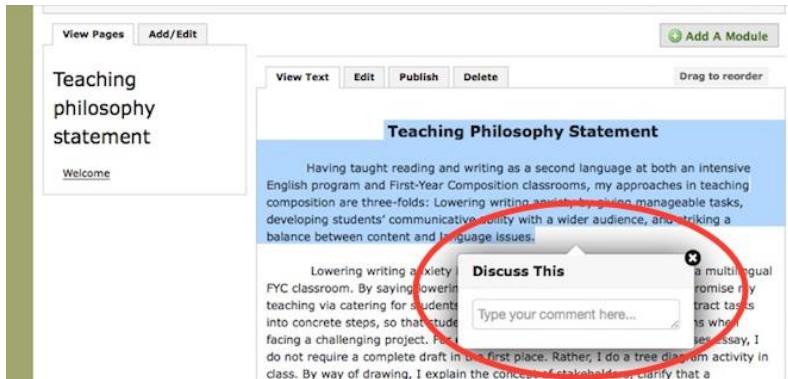 View Pages Add/Edit
Add A Module
Teaching
philosophy
statement
Welcome
View Text Edit Publish Delete Drag to reorder
Teaching Philosophy Statement
Having taught reading and writing as a second language at both an intensive
English program and First-Year Composition classrooms, my approaches in teaching
composition are three-folds: Lowering writing anxiety by giving manageable tasks,
developing students' communicative ability with a wider audience, and striking a
balance between content and language issues.
Lowering writing anxiety a multilingual
FYC classroom. By saying lowering my
teaching via catering for students tasks
into concrete steps, so that when
facing a challenging project. essay, I
do not require a complete draft in the first place. Rather, I do a tree diagram activity in
class. By way of drawing, I explain the concept of stakeholders, clarify that a
Discuss This
Type your comment here...